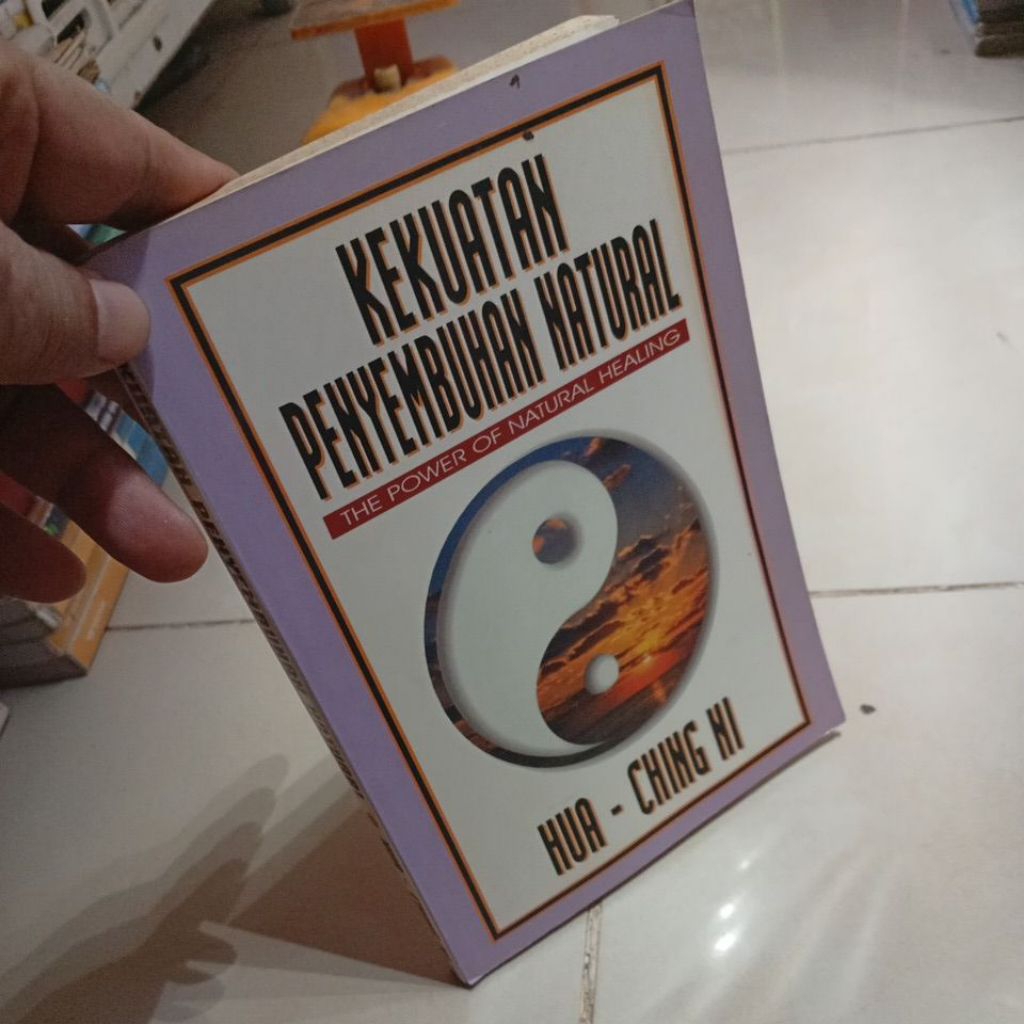 KEKUATAN
PENYEMBUHAN NATURAL
THE POWER OF NATURAL HEALING
HUA - CHING NI